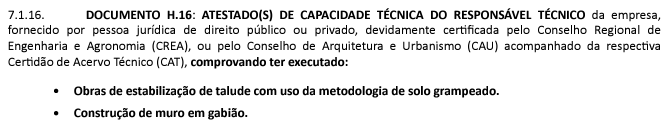 7.1.16. DOCUMENTO H.16: ATESTADO(S) DE CAPACIDADE TÉCNICA DO RESPONSÁVEL TÉCNICO da empresa,
fornecido por pessoa jurídica de direito público ou privado, devidamente certificada pelo Conselho Regional de
Engenharia e Agronomia (CREA), ou pelo Conselho de Arquitetura e Urbanismo (CAU) acompanhado da respectiva
Certidão de Acervo Técnico (CAT), comprovando ter executado:
• Obras de estabilização de talude com uso da metodologia de solo grampeado.
• Construção de muro em gabião.